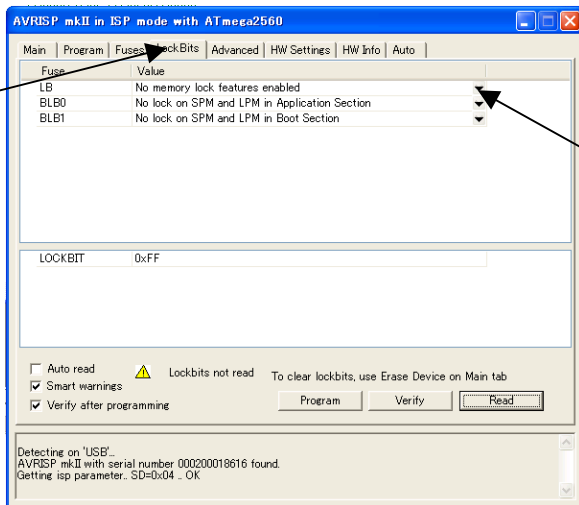 AVRISP mkII in ISP mode with ATmega2560
Main Program Fuses LockBits Advanced HW Settings HW Info Auto
Fuse Value
LB No memory lock features enabled
BLB0 No lock on SPM and LPM in Application Section
BLB1 No lock on SPM and LPM in Boot Section
LOCKBIT 0xFF
Auto read
Smart warnings
Verify after programming
Lockbits not read
To clear lockbits, use Erase Device on Main tab
Program Verify Read
Detecting on 'USB'..
AVRISP mkII with serial number 000200018616 found.
Getting isp parameter.. SD=0x04 .. OK